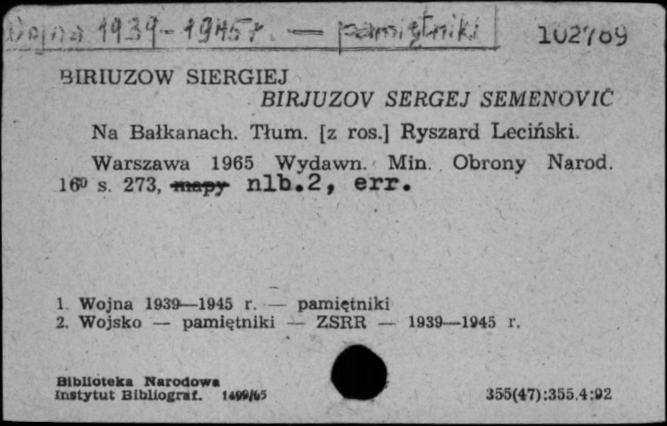 Wojna 1939-1945 r. — pamiętniki 102709
BIRIUZOW SIERGIEJ
BIRJUZOV SERGEJ SEMENOVIČ
Na Bałkanach. Tłum. [z ros.] Ryszard Leciński.
Warszawa 1965 Wydawn. Min. Obrony Narod.
16⁰ s. 273, mapy nlb.2, err.
1. Wojna 1939—1945 r. — pamiętniki
2. Wojsko — pamiętniki — ZSRR — 1939—1945 r.
Biblioteka Narodowa
Instytut Bibliograf. 1499/65 355(47):355.4:92